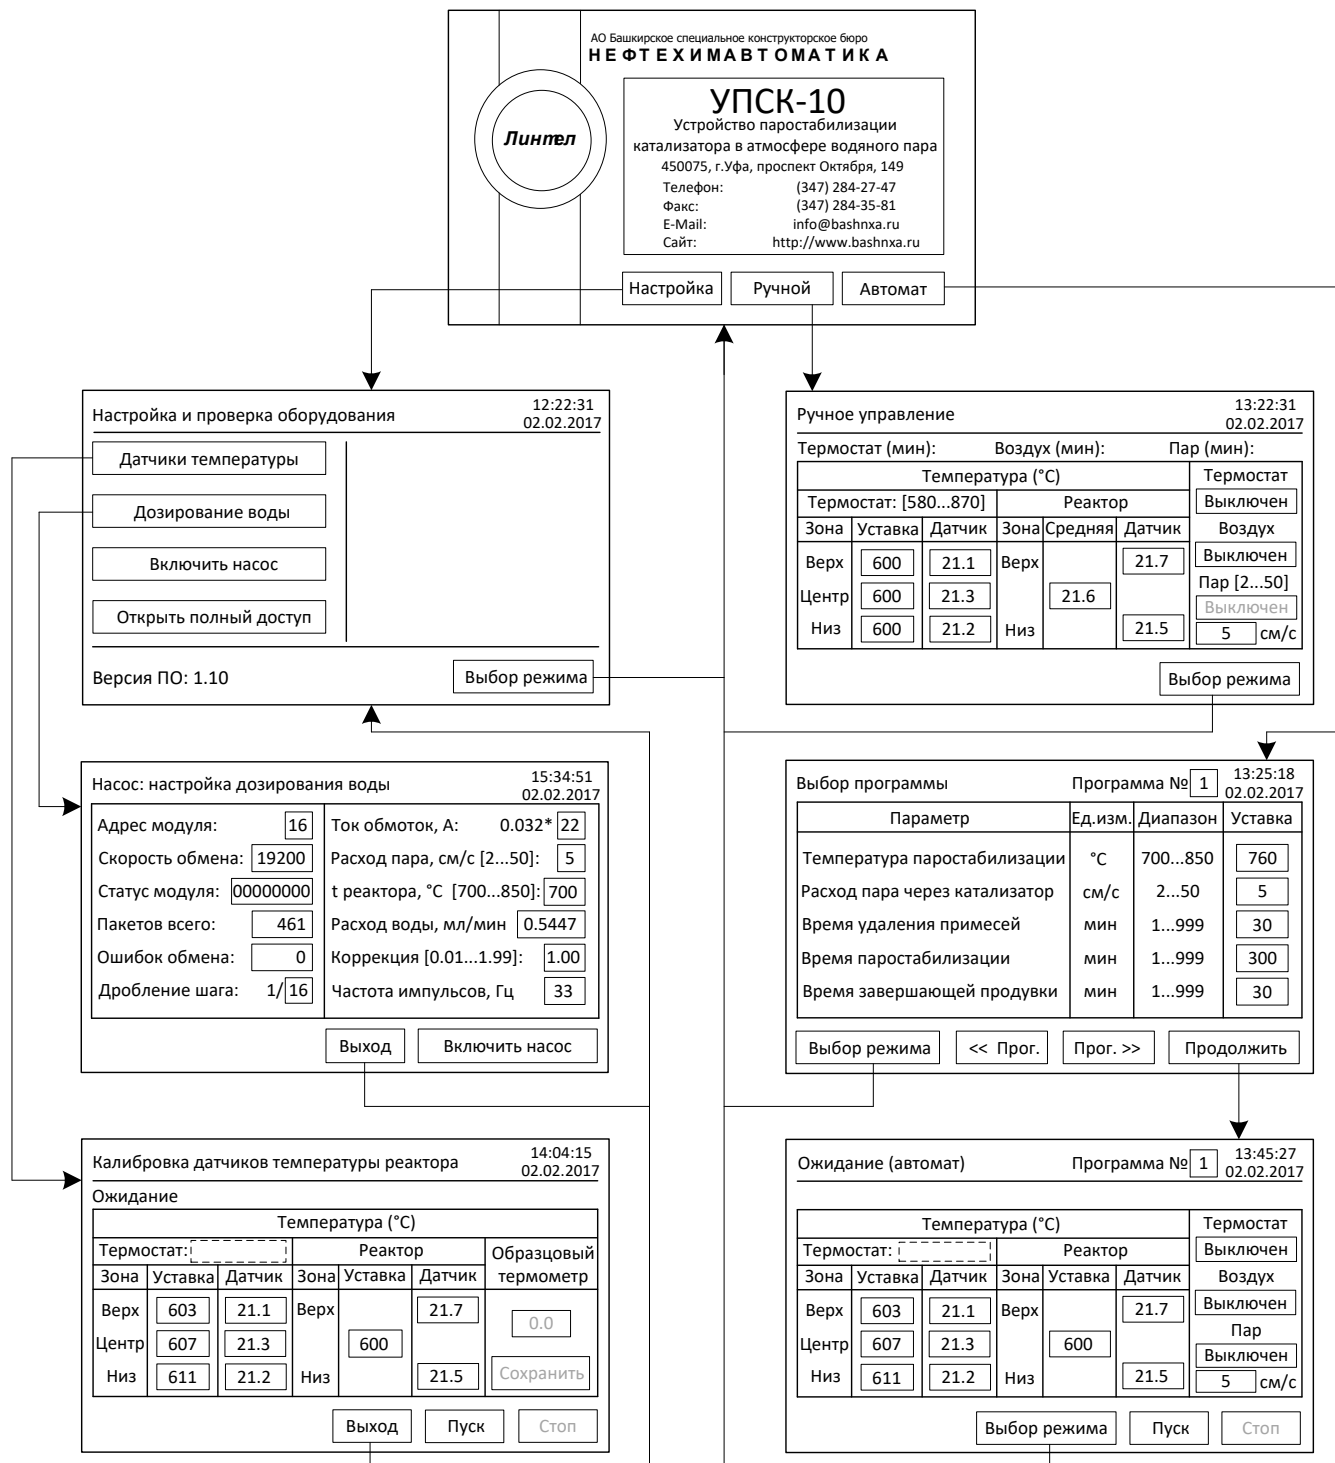 АО Башкирское специальное конструкторское бюро
НЕФТЕХИМАВТОМАТИКА
Линтел
УПСК-10
Устройство паростабилизации
катализатора в атмосфере водяного пара
450075, г.Уфа, проспект Октября, 149
Телефон: (347) 284-27-47
Факс: (347) 284-35-81
E-Mail: info@bashnxa.ru
Сайт: http://www.bashnxa.ru
Настройка Ручной Автомат
Настройка и проверка оборудования 12:22:31
02.02.2017
Датчики температуры
Дозирование воды
Включить насос
Открыть полный доступ
Версия ПО: 1.10 Выбор режима
Ручное управление 13:22:31
02.02.2017
Термостат (мин): Воздух (мин): Пар (мин):
Температура (°C) Термостат
Термостат: [580...870] Реактор Выключен
Зона Уставка Датчик Зона Средняя Датчик Воздух
Верх 600 21.1 Верх 21.7 Выключен
Пар [2...50]
Центр 600 21.3 21.6 Выключен
Низ 600 21.2 Низ 21.5 5 см/с
Выбор режима
Насос: настройка дозирования воды 15:34:51
02.02.2017
Адрес модуля: 16 Ток обмоток, А: 0.032* 22
Скорость обмена: 19200 Расход пара, см/с [2...50]: 5
Статус модуля: 00000000 t реактора, °C [700...850]: 700
Пакетов всего: 461 Расход воды, мл/мин 0.5447
Ошибок обмена: 0 Коррекция [0.01...1.99]: 1.00
Дробление шага: 1/ 16 Частота импульсов, Гц 33
Выход Включить насос
Выбор программы Программа № 1 13:25:18
02.02.2017
Параметр Ед.изм. Диапазон Уставка
Температура паростабилизации °C 700...850 760
Расход пара через катализатор см/с 2...50 5
Время удаления примесей мин 1...999 30
Время паростабилизации мин 1...999 300
Время завершающей продувки мин 1...999 30
Выбор режима << Прог. Прог. >> Продолжить
Калибровка датчиков температуры реактора 14:04:15
02.02.2017
Ожидание
Температура (°C)
Термостат: Реактор Образцовый
Зона Уставка Датчик Зона Уставка Датчик термометр
Верх 603 21.1 Верх 21.7 0.0
Центр 607 21.3 600
Низ 611 21.2 Низ 21.5 Сохранить
Выход Пуск Стоп
Ожидание (автомат) Программа № 1 13:45:27
02.02.2017
Температура (°C) Термостат
Термостат: Реактор Выключен
Зона Уставка Датчик Зона Уставка Датчик Воздух
Верх 603 21.1 Верх 21.7 Выключен
Пар
Центр 607 21.3 600 Выключен
Низ 611 21.2 Низ 21.5 5 см/с
Выбор режима Пуск Стоп